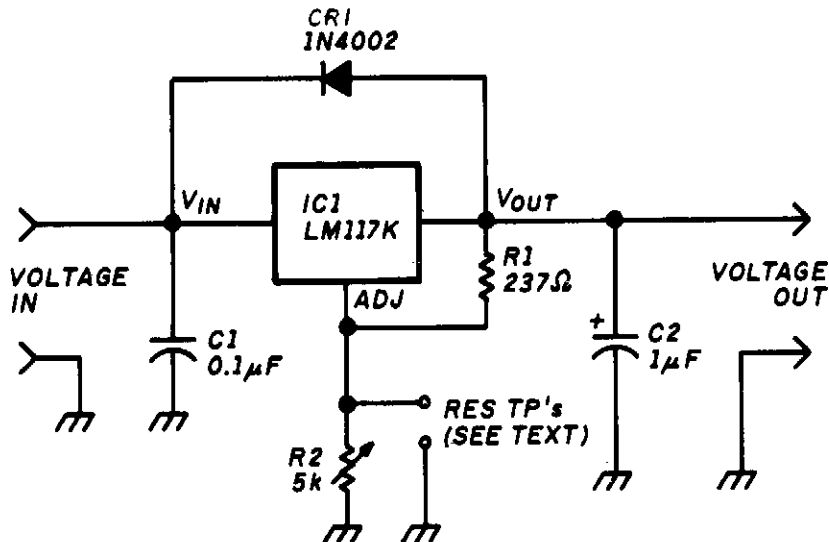 CR1
1N4002
VIN
IC1
LM117K
VOUT
R1
237Ω
ADJ
VOLTAGE
IN
VOLTAGE
OUT
C1
0.1μF
+
C2
1μF
RES TP's
(SEE TEXT)
R2
5k